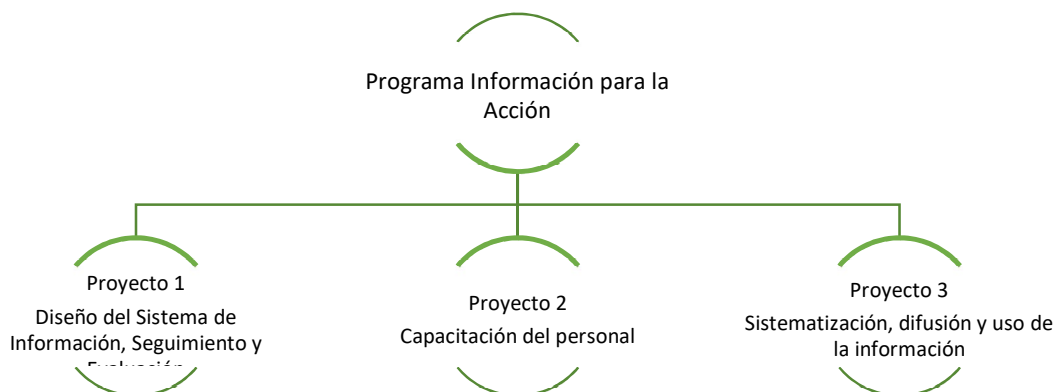 Programa Información para la
Acción
Proyecto 1
Diseño del Sistema de
Información, Seguimiento y
Evaluación
Proyecto 2
Capacitación del personal
Proyecto 3
Sistematización, difusión y uso de
la información